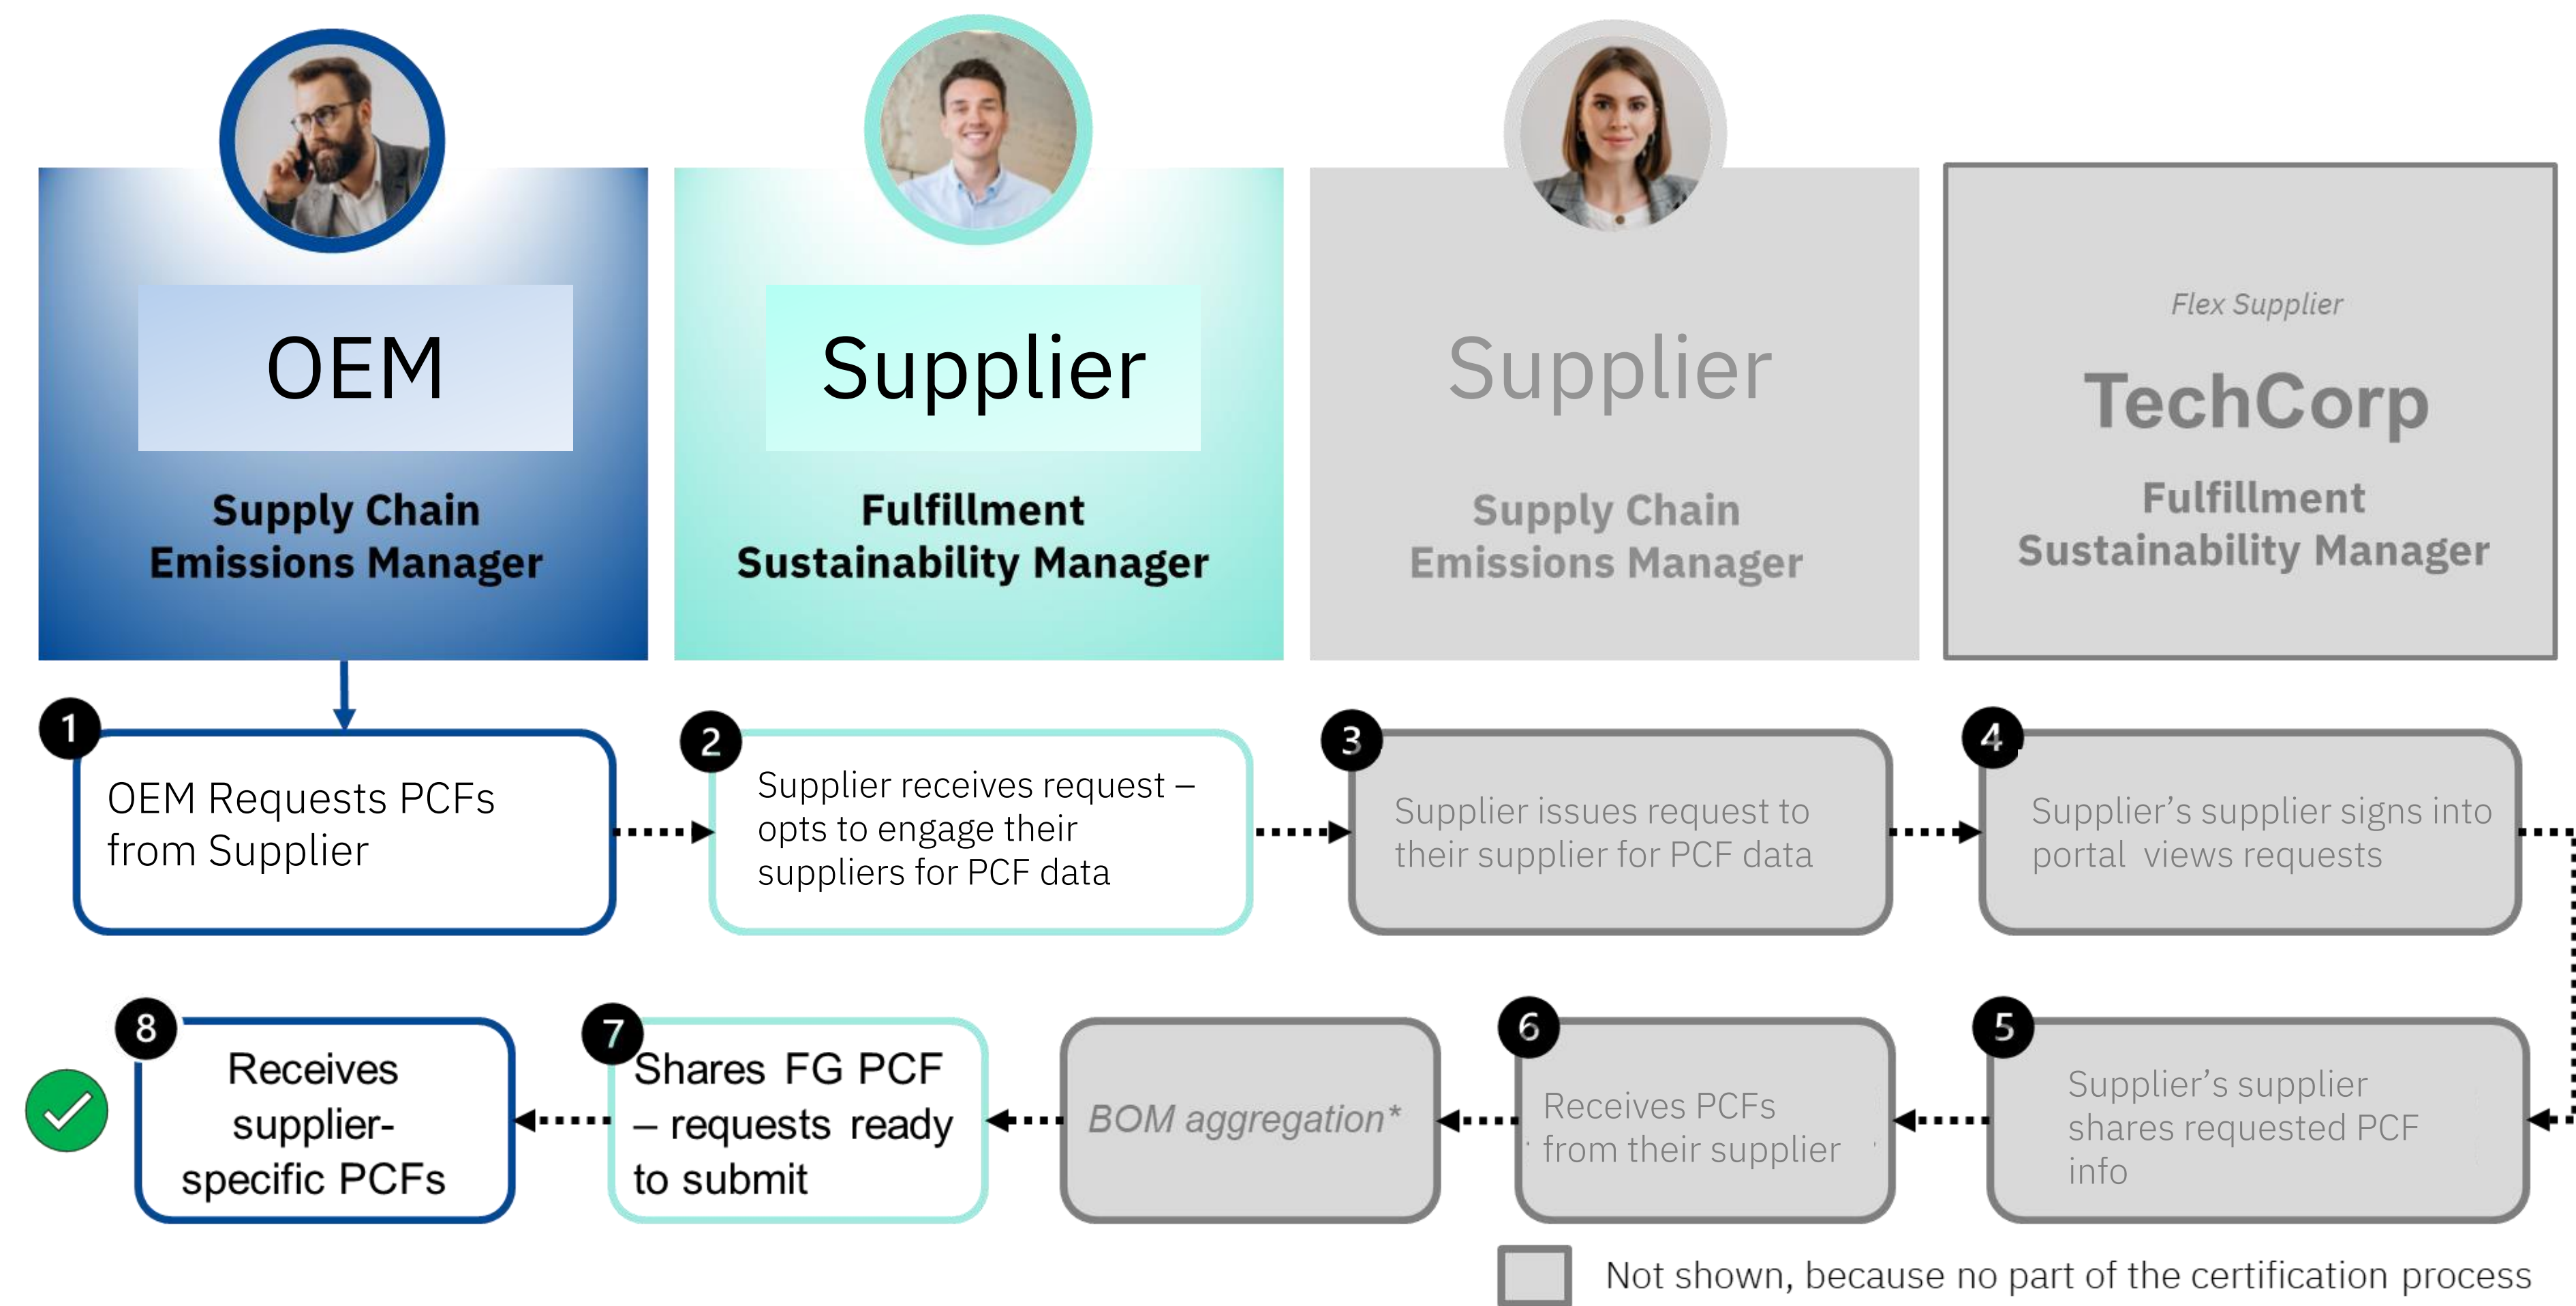 OEM
Supply Chain
Emissions Manager
Supplier
Fulfillment
Sustainability Manager
Supplier
Supply Chain
Emissions Manager
Flex Supplier
TechCorp
Fulfillment
Sustainability Manager
1
OEM Requests PCFs
from Supplier
2
Supplier receives request –
opts to engage their
suppliers for PCF data
3
Supplier issues request to
their supplier for PCF data
4
Supplier’s supplier signs into
portal  views requests
5
Supplier’s supplier
shares requested PCF
info
6
Receives PCFs
from their supplier
BOM aggregation*
7
Shares FG PCF
– requests ready
to submit
8
Receives
supplier-
specific PCFs
Not shown, because no part of the certification process